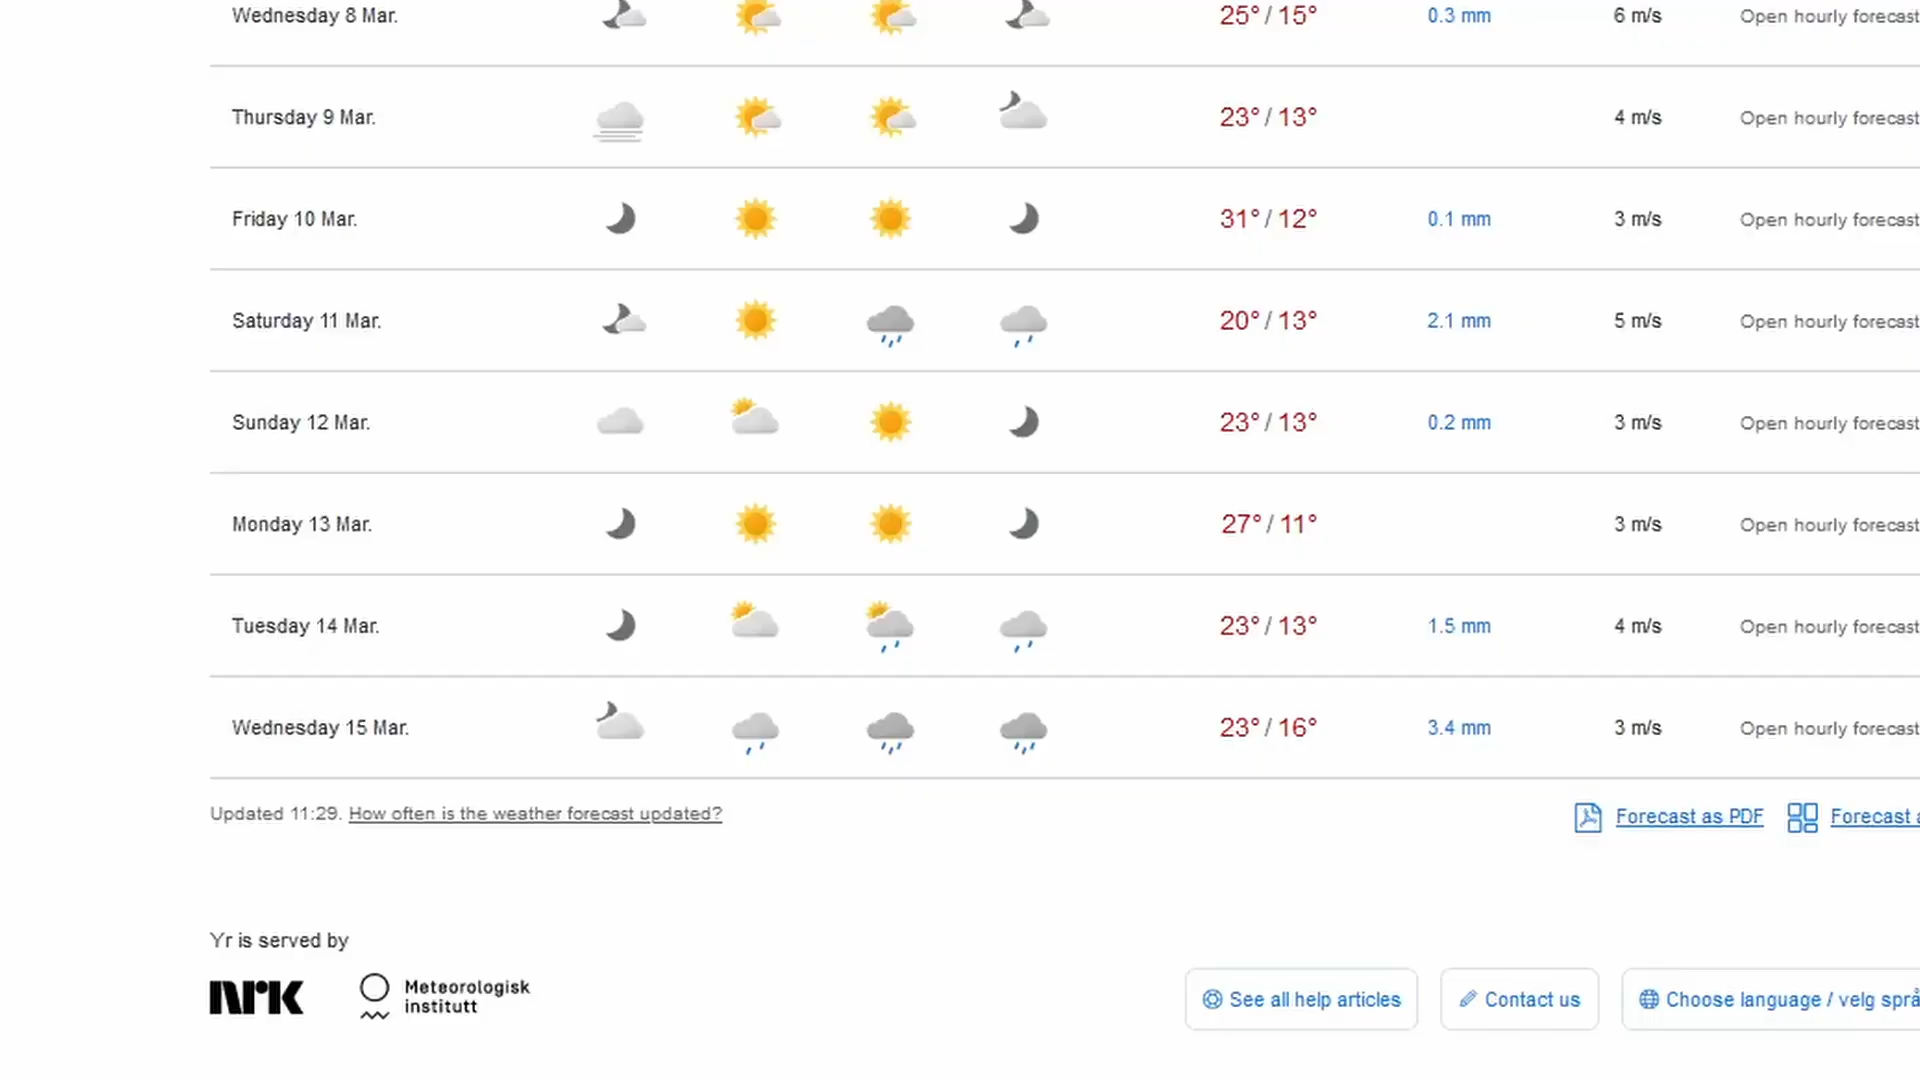 Wednesday 8 Mar. 25° / 15° 0.3 mm 6 m/s Open hourly forecast
Thursday 9 Mar. 23° / 13° 4 m/s Open hourly forecast
Friday 10 Mar. 31° / 12° 0.1 mm 3 m/s Open hourly forecast
Saturday 11 Mar. 20° / 13° 2.1 mm 5 m/s Open hourly forecast
Sunday 12 Mar. 23° / 13° 0.2 mm 3 m/s Open hourly forecast
Monday 13 Mar. 27° / 11° 3 m/s Open hourly forecast
Tuesday 14 Mar. 23° / 13° 1.5 mm 4 m/s Open hourly forecast
Wednesday 15 Mar. 23° / 16° 3.4 mm 3 m/s Open hourly forecast
Updated 11:29. How often is the weather forecast updated? Forecast as PDF Forecast a
Yr is served by
NRK Meteorologisk
institutt
See all help articles Contact us Choose language / velg språ